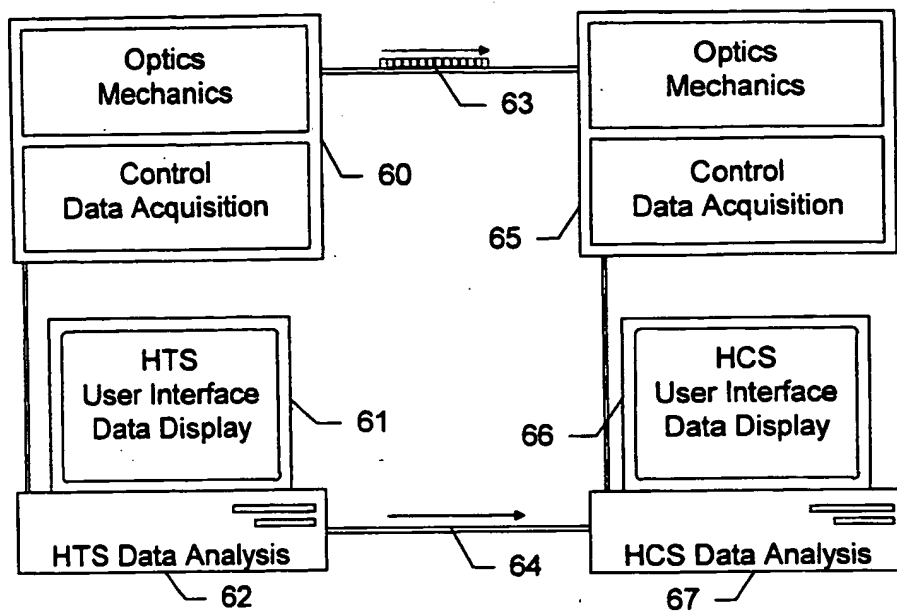 Optics
Mechanics
Control
Data Acquisition
60
63
Optics
Mechanics
Control
Data Acquisition
65
HTS
User Interface
Data Display
61
HTS Data Analysis
62
64
HCS
User Interface
Data Display
66
HCS Data Analysis
67